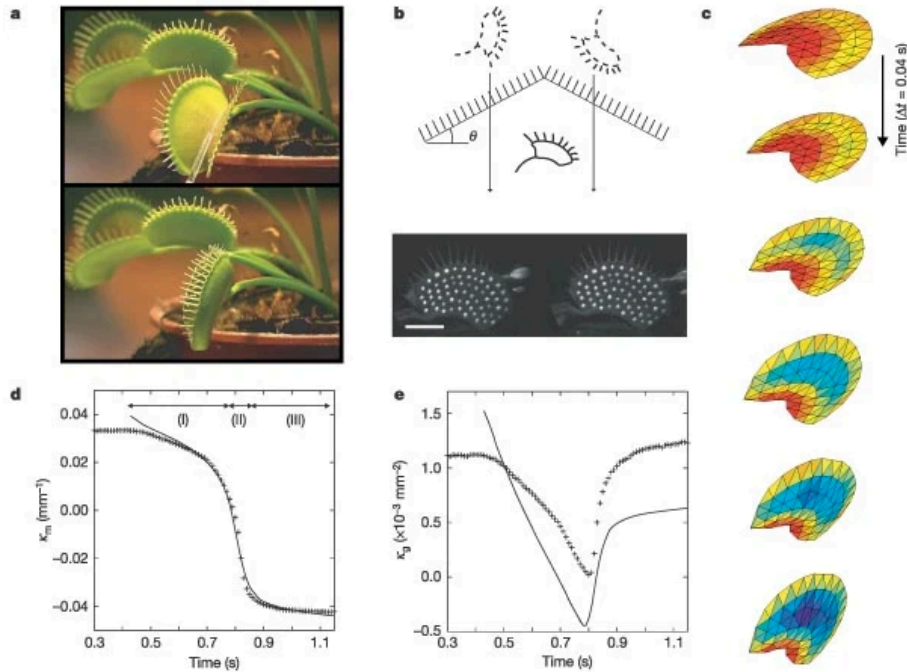 a
b
θ
c
Time (Δt = 0.04 s)
d
(I)
(II)
(III)
0.04
0.02
0.00
−0.02
−0.04
κm (mm−1)
0.3
0.5
0.7
0.9
1.1
Time (s)
e
1.5
1.0
0.5
0.0
−0.5
κg (×10−3 mm−2)
0.3
0.5
0.7
0.9
1.1
Time (s)